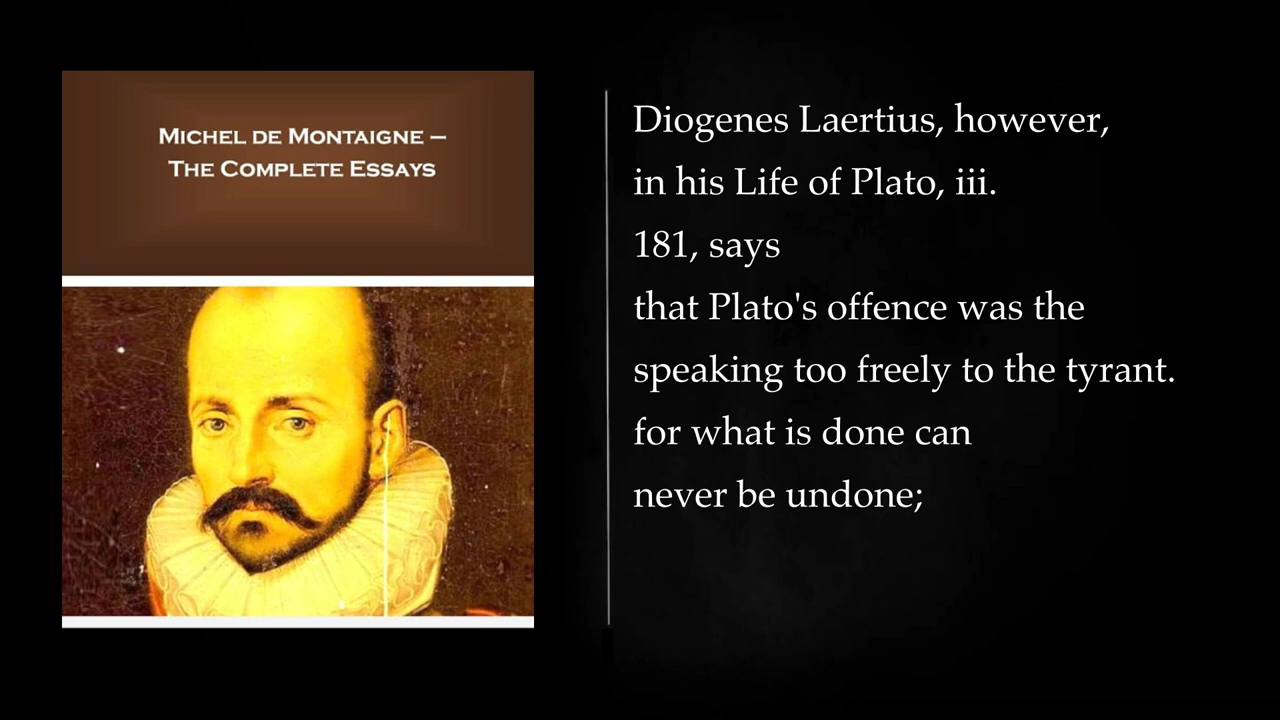 MICHEL DE MONTAIGNE –
THE COMPLETE ESSAYS
Diogenes Laertius, however,
in his Life of Plato, iii.
181, says
that Plato's offence was the
speaking too freely to the tyrant.
for what is done can
never be undone;